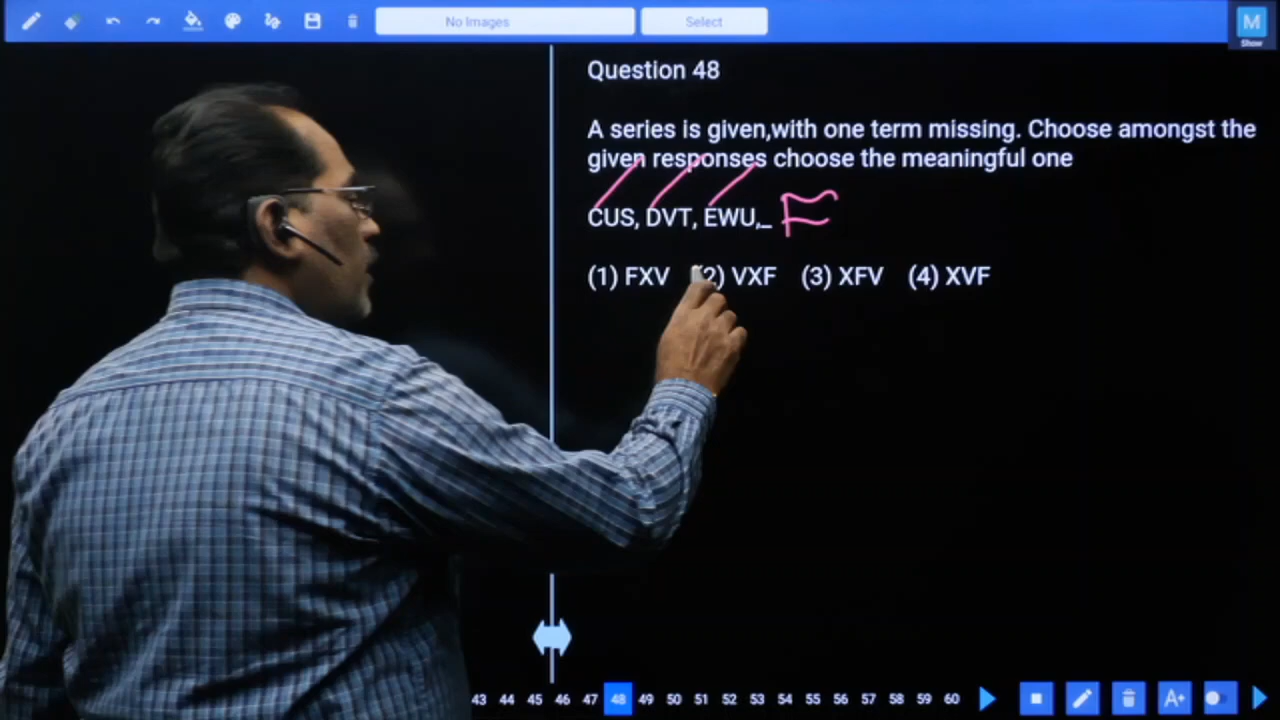 No Images
Select
M
Show
Question 48
A series is given,with one term missing. Choose amongst the
given responses choose the meaningful one
CUS, DVT, EWU,_ F
(1) FXV (2) VXF (3) XFV (4) XVF
43 44 45 46 47 48 49 50 51 52 53 54 55 56 57 58 59 60
A+